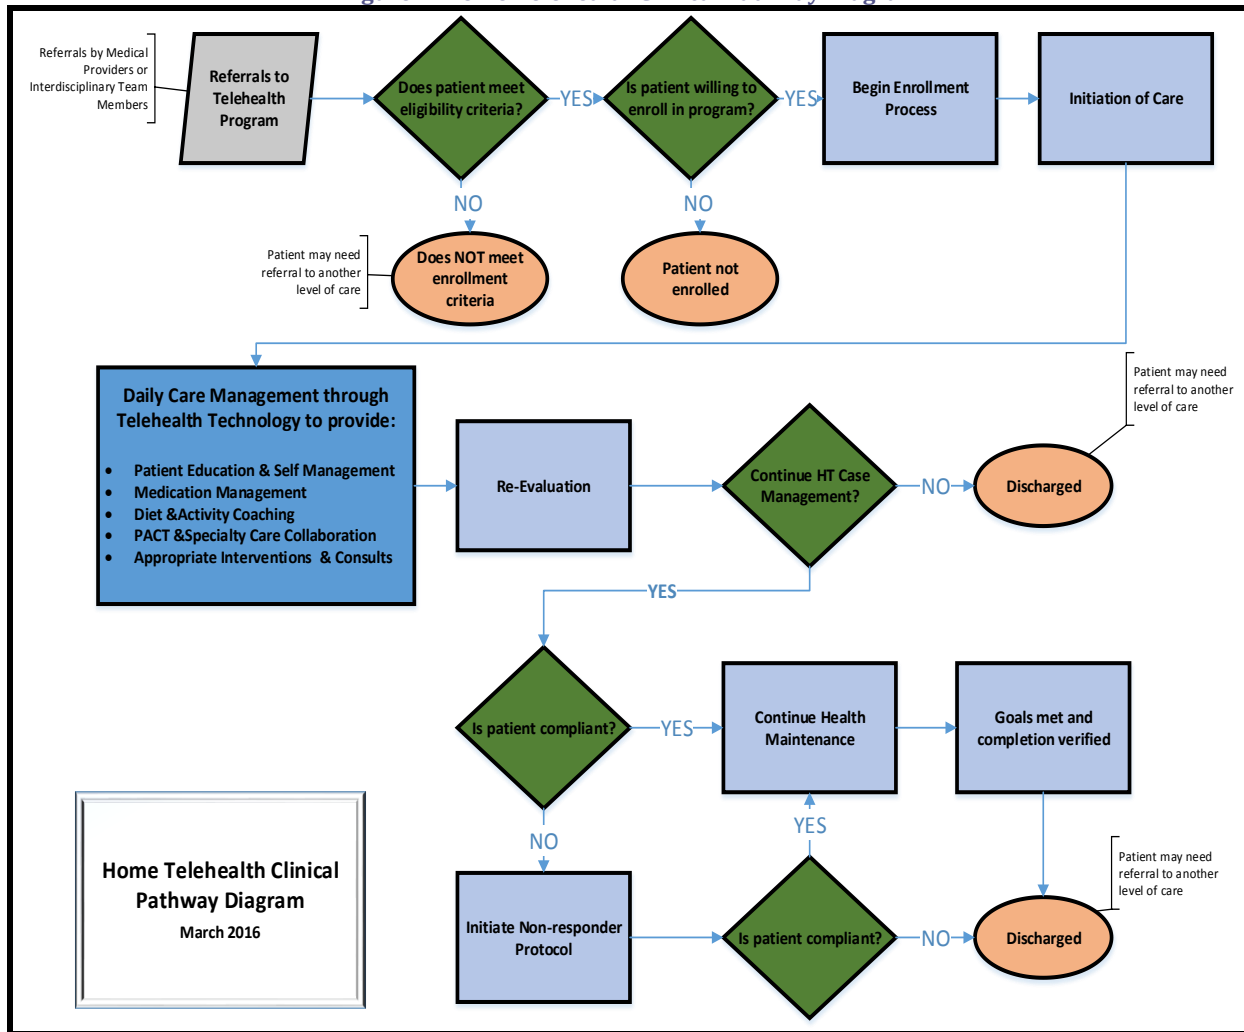 Referrals by Medical
Providers or
Interdisciplinary Team
Members
Referrals to
Telehealth
Program
Does patient meet
eligibility criteria?
YES
Is patient willing to
enroll in program?
YES
Begin Enrollment
Process
Initiation of Care
NO
NO
Patient may need
referral to another
level of care
Does NOT meet
enrollment
criteria
Patient not
enrolled
Daily Care Management through
Telehealth Technology to provide:
• Patient Education & Self Management
• Medication Management
• Diet &Activity Coaching
• PACT &Specialty Care Collaboration
• Appropriate Interventions & Consults
Re-Evaluation
Continue HT Case
Management?
NO
Discharged
Patient may need
referral to another
level of care
YES
Is patient compliant?
YES
Continue Health
Maintenance
Goals met and
completion verified
NO
YES
Initiate Non-responder
Protocol
Is patient compliant?
NO
Discharged
Patient may need
referral to another
level of care
Home Telehealth Clinical
Pathway Diagram
March 2016